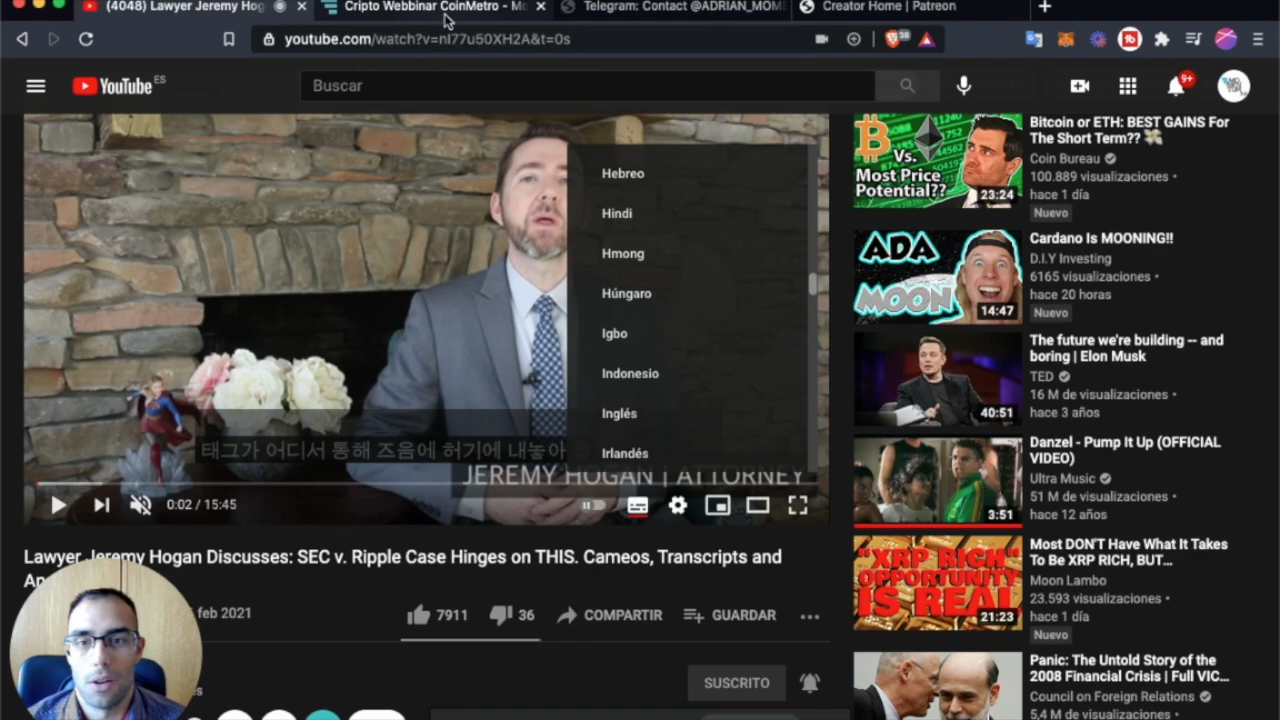 (4048) Lawyer Jeremy Hog
Cripto Webbinar CoinMetro - Mo
Telegram: Contact @ADRIAN_MOME
Creator Home | Patreon
youtube.com/watch?v=nI77u50XH2A&t=0s
38
YouTube ES
Buscar
9+
Hebreo
Hindi
Hmong
Húngaro
Igbo
Indonesio
Inglés
Irlandés
태그가 어디서 통해 즈음에 허기에 내놓아
JEREMY HOGAN | ATTORNEY
0:02 / 15:45
Lawyer Jeremy Hogan Discusses: SEC v. Ripple Case Hinges on THIS. Cameos, Transcripts and
feb 2021
7911
36
COMPARTIR
GUARDAR
SUSCRITO
B Vs.
Most Price
Potential??
23:24
Bitcoin or ETH: BEST GAINS For
The Short Term?? 💸
Coin Bureau
100.889 visualizaciones •
hace 1 día
Nuevo
ADA
MOON
14:47
Cardano Is MOONING!!
D.I.Y Investing
6165 visualizaciones •
hace 20 horas
Nuevo
40:51
The future we're building -- and
boring | Elon Musk
TED
16 M de visualizaciones •
hace 3 años
3:51
Danzel - Pump It Up (OFFICIAL
VIDEO)
Ultra Music
51 M de visualizaciones •
hace 12 años
"XRP RICH"
OPPORTUNITY
IS REAL
21:23
Most DON'T Have What It Takes
To Be XRP RICH, BUT...
Moon Lambo
23.593 visualizaciones •
hace 1 día
Nuevo
Panic: The Untold Story of the
2008 Financial Crisis | Full VIC...
Council on Foreign Relations
5,4 M de visualizaciones •